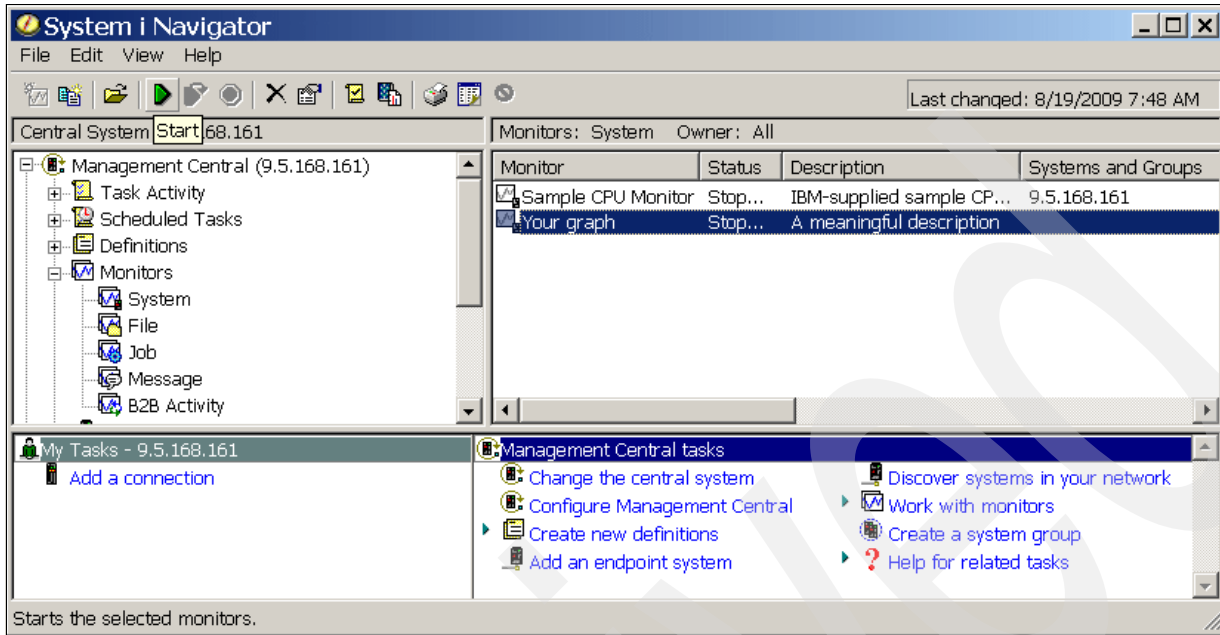 System i Navigator
File Edit View Help
Last changed: 8/19/2009 7:48 AM
Central System Start 68.161
Monitors: System Owner: All
Management Central (9.5.168.161)
Task Activity
Scheduled Tasks
Definitions
Monitors
System
File
Job
Message
B2B Activity
Monitor Status Description Systems and Groups
Sample CPU Monitor Stop... IBM-supplied sample CP... 9.5.168.161
Your graph Stop... A meaningful description
My Tasks - 9.5.168.161
Add a connection
Management Central tasks
Change the central system
Configure Management Central
Create new definitions
Add an endpoint system
Discover systems in your network
Work with monitors
Create a system group
Help for related tasks
Starts the selected monitors.